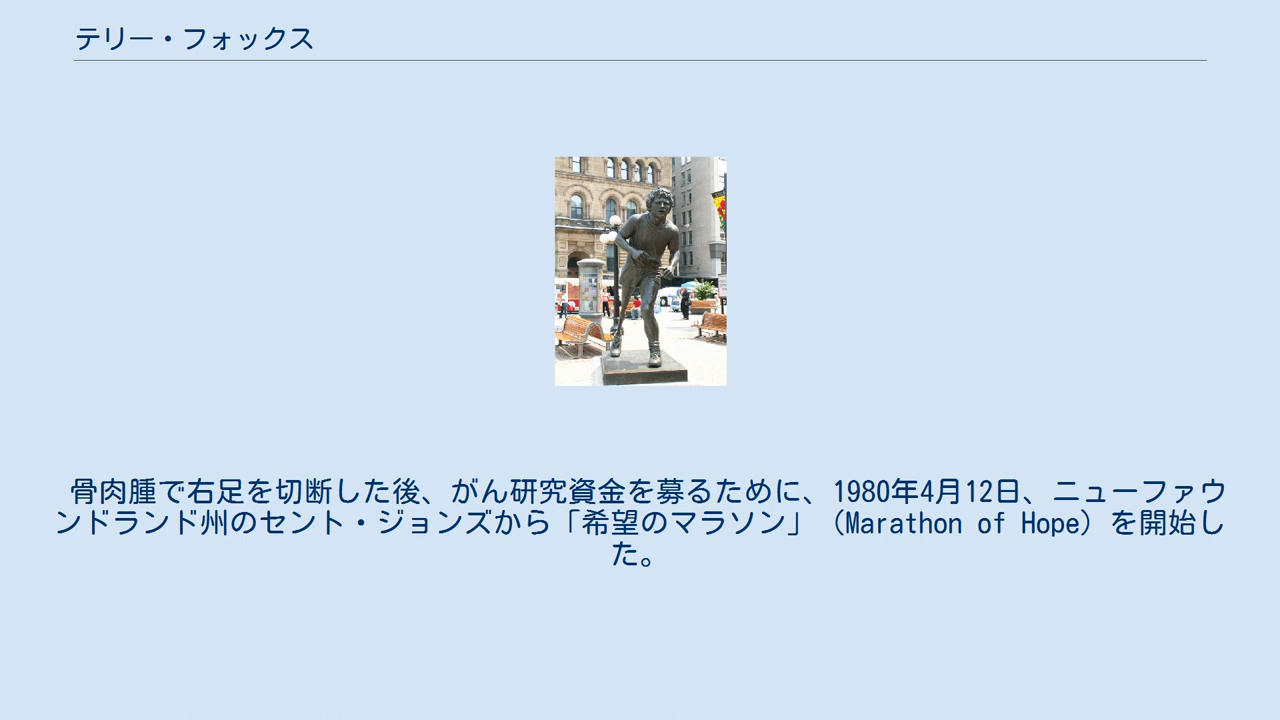 テリー・フォックス
骨肉腫で右足を切断した後、がん研究資金を募るために、1980年4月12日、ニューファウ
ンドランド州のセント・ジョンズから「希望のマラソン」（Marathon of Hope）を開始し
た。